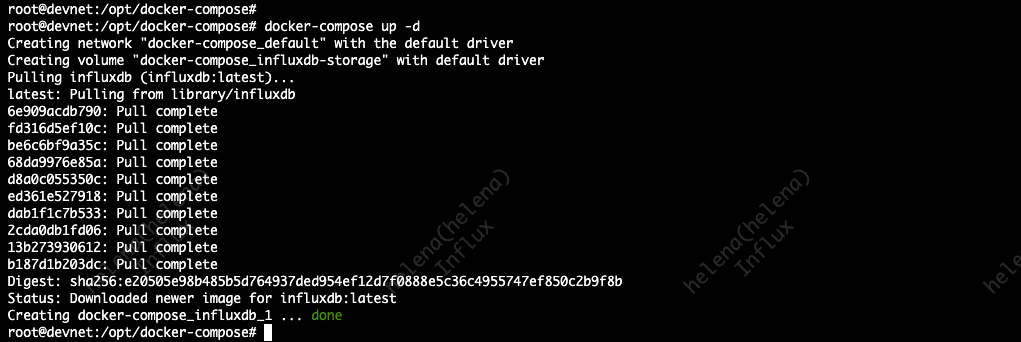 root@devnet:/opt/docker-compose#
root@devnet:/opt/docker-compose# docker-compose up -d
Creating network "docker-compose_default" with the default driver
Creating volume "docker-compose_influxdb-storage" with default driver
Pulling influxdb (influxdb:latest)...
latest: Pulling from library/influxdb
6e909acdb790: Pull complete
fd316d5ef10c: Pull complete
be6c6bf9a35c: Pull complete
68da9976e85a: Pull complete
d8a0c055350c: Pull complete
ed361e527918: Pull complete
dab1f1c7b533: Pull complete
2cda0db1fd06: Pull complete
13b273930612: Pull complete
b187d1b203dc: Pull complete
Digest: sha256:e20505e98b485b5d764937ded954ef12d7f0888e5c36c4955747ef850c2b9f8b
Status: Downloaded newer image for influxdb:latest
Creating docker-compose_influxdb_1 ... done
root@devnet:/opt/docker-compose#
helena(helena)
Influx
helena(helena)
Influx
helena(helena)
Influx